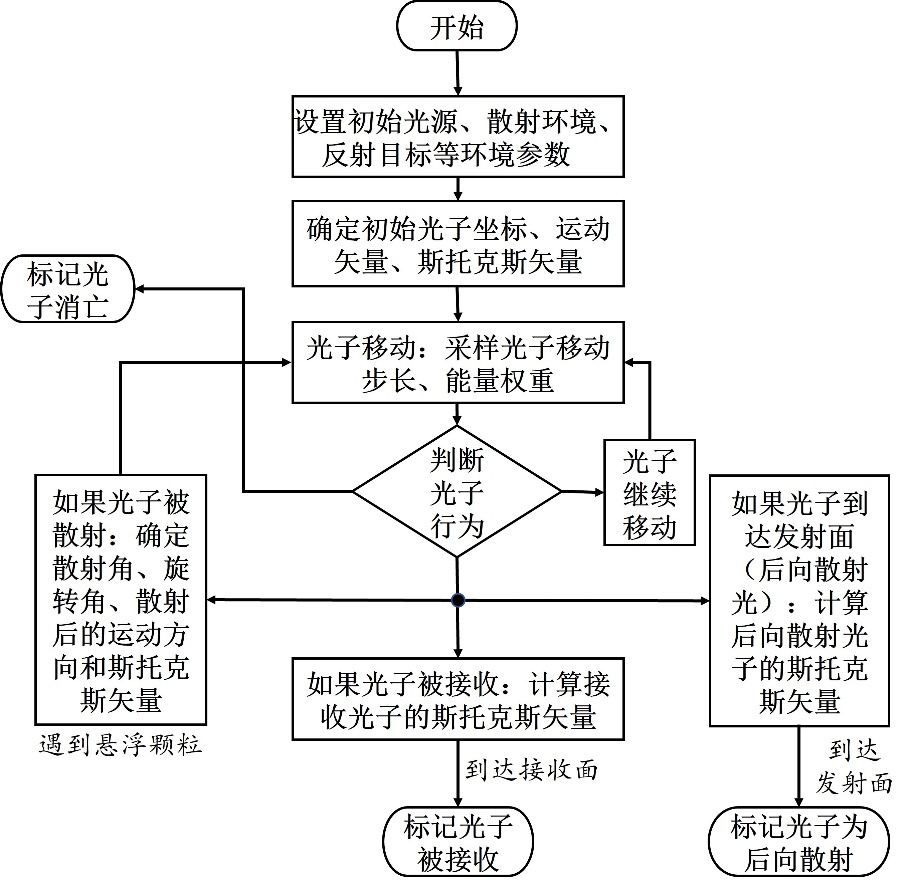 开始
设置初始光源、散射环境、
反射目标等环境参数
确定初始光子坐标、运动
矢量、斯托克斯矢量
标记光
子消亡
光子移动：采样光子移动
步长、能量权重
判断
光子
行为
光子
继续
移动
如果光子被
散射：确定
散射角、旋
转角、散射
后的运动方
向和斯托克
斯矢量
遇到悬浮颗粒
如果光子到
达发射面
（后向散射
光）：计算
后向散射光
子的斯托克
斯矢量
如果光子被接收：计算接
收光子的斯托克斯矢量
到达接收面
到达
发射面
标记光子
被接收
标记光子为
后向散射